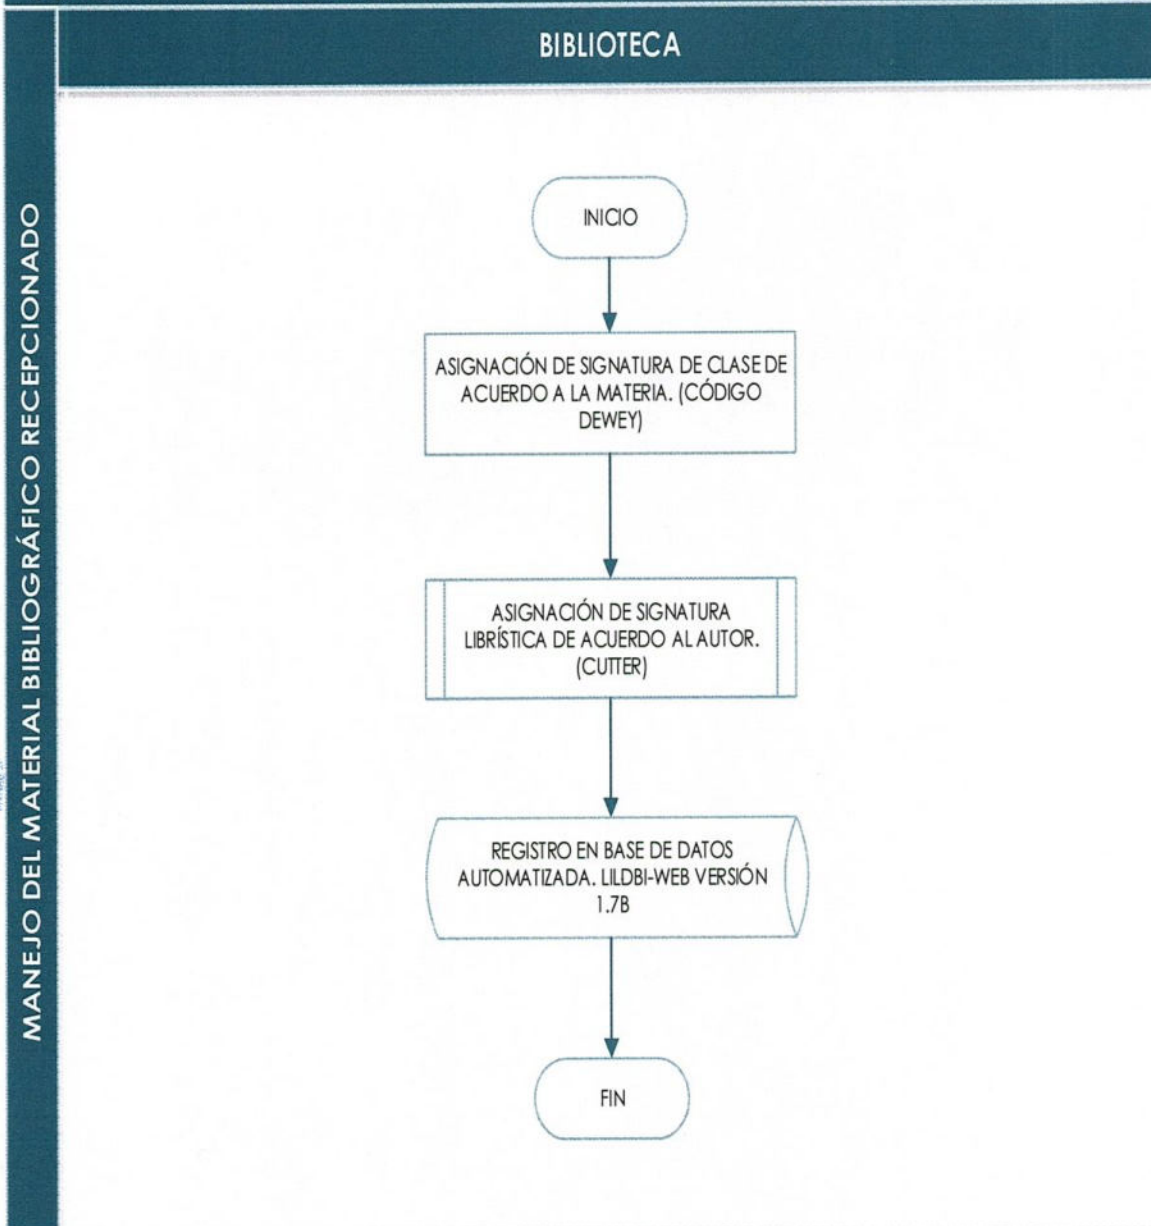 BIBLIOTECA
MANEJO DEL MATERIAL BIBLIOGRÁFICO RECEPCIONADO
INICIO
ASIGNACIÓN DE SIGNATURA DE CLASE DE
ACUERDO A LA MATERIA. (CÓDIGO
DEWEY)
ASIGNACIÓN DE SIGNATURA
LIBRÍSTICA DE ACUERDO AL AUTOR.
(CUTTER)
REGISTRO EN BASE DE DATOS
AUTOMATIZADA. LILDBI-WEB VERSIÓN
1.7B
FIN